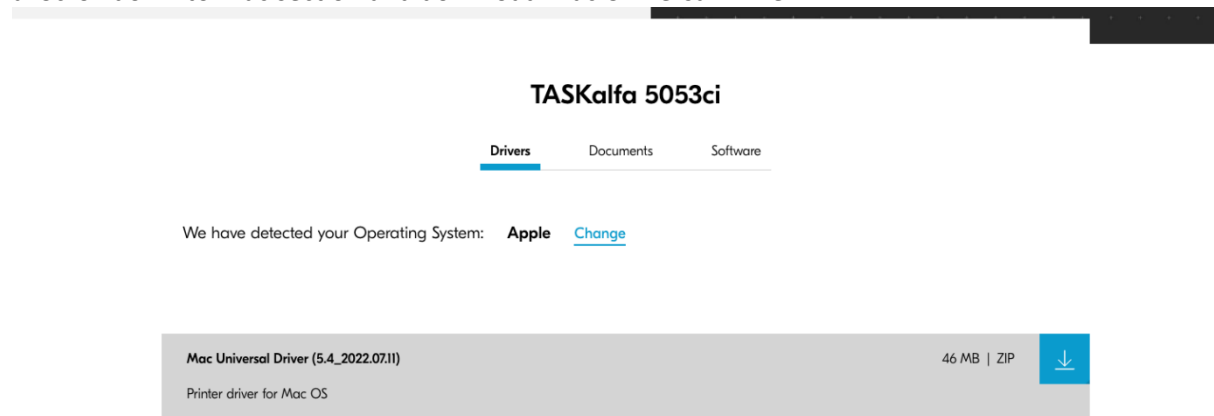 TASKalfa 5053ci
Drivers Documents Software
We have detected your Operating System: Apple Change
Mac Universal Driver (5.4_2022.07.11) 46 MB | ZIP
Printer driver for Mac OS